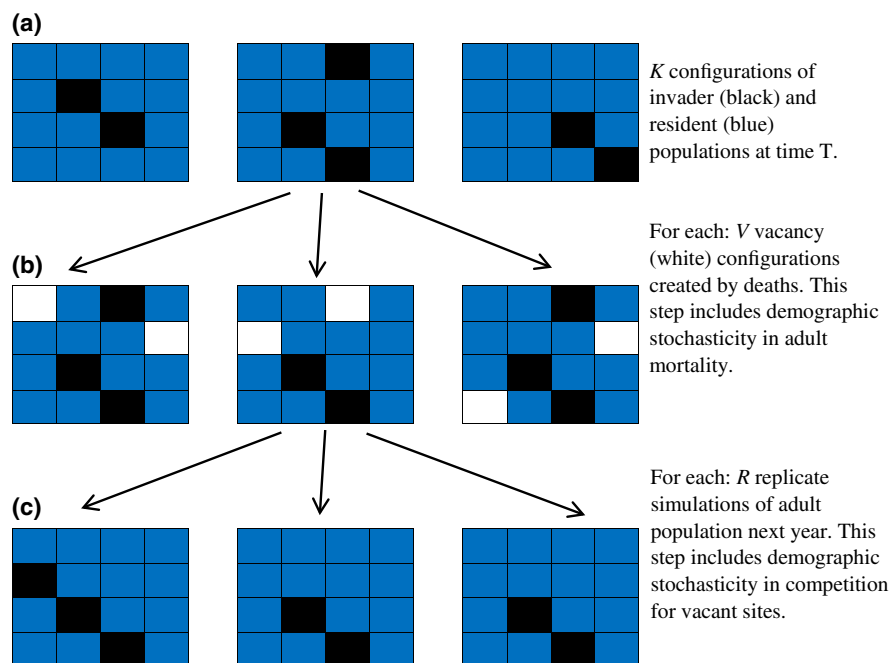 (a)
K configurations of
invader (black) and
resident (blue)
populations at time T.
(b)
For each: V vacancy
(white) configurations
created by deaths. This
step includes demographic
stochasticity in adult
mortality.
(c)
For each: R replicate
simulations of adult
population next year. This
step includes demographic
stochasticity in competition
for vacant sites.